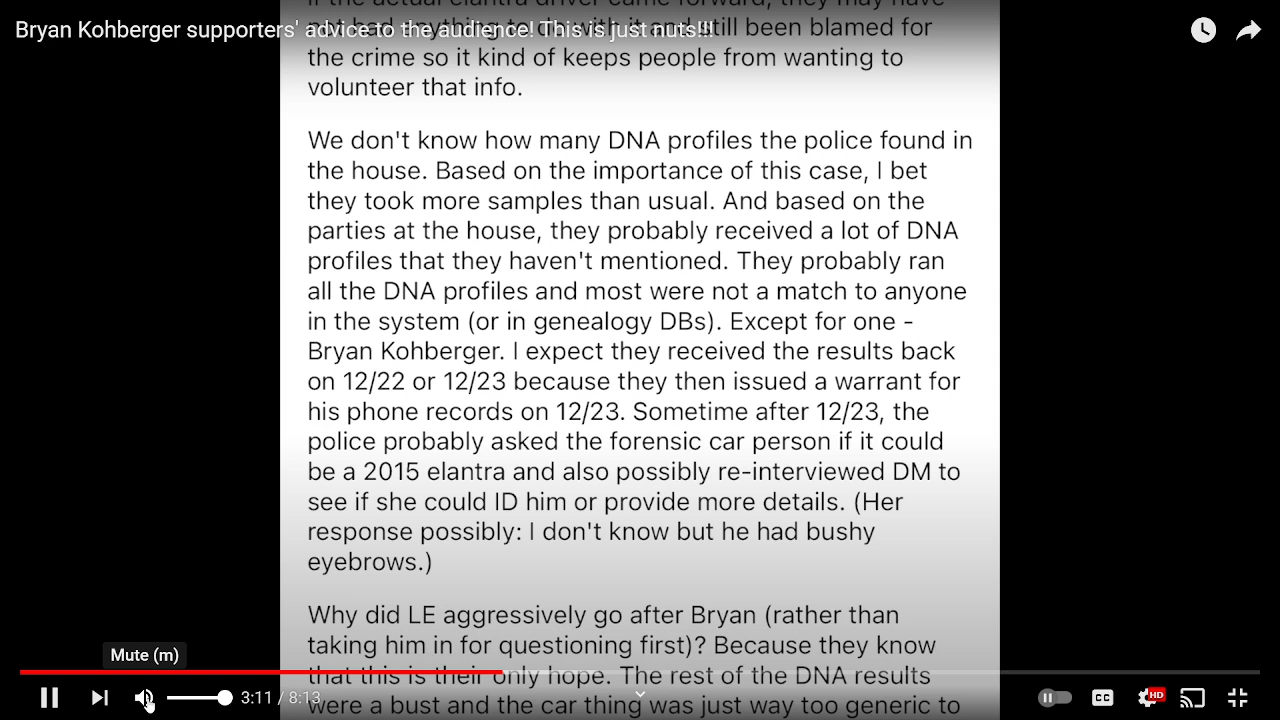 Bryan Kohberger supporters' advice to the audience! This is just nuts!!!
the crime so it kind of keeps people from wanting to
volunteer that info.
We don't know how many DNA profiles the police found in
the house. Based on the importance of this case, I bet
they took more samples than usual. And based on the
parties at the house, they probably received a lot of DNA
profiles that they haven't mentioned. They probably ran
all the DNA profiles and most were not a match to anyone
in the system (or in genealogy DBs). Except for one -
Bryan Kohberger. I expect they received the results back
on 12/22 or 12/23 because they then issued a warrant for
his phone records on 12/23. Sometime after 12/23, the
police probably asked the forensic car person if it could
be a 2015 elantra and also possibly re-interviewed DM to
see if she could ID him or provide more details. (Her
response possibly: I don't know but he had bushy
eyebrows.)
Why did LE aggressively go after Bryan (rather than
taking him in for questioning first)? Because they know
that this is their only hope. The rest of the DNA results
were a bust and the car thing was just way too generic to
Mute (m)
3:11 / 8:13
CC
HD